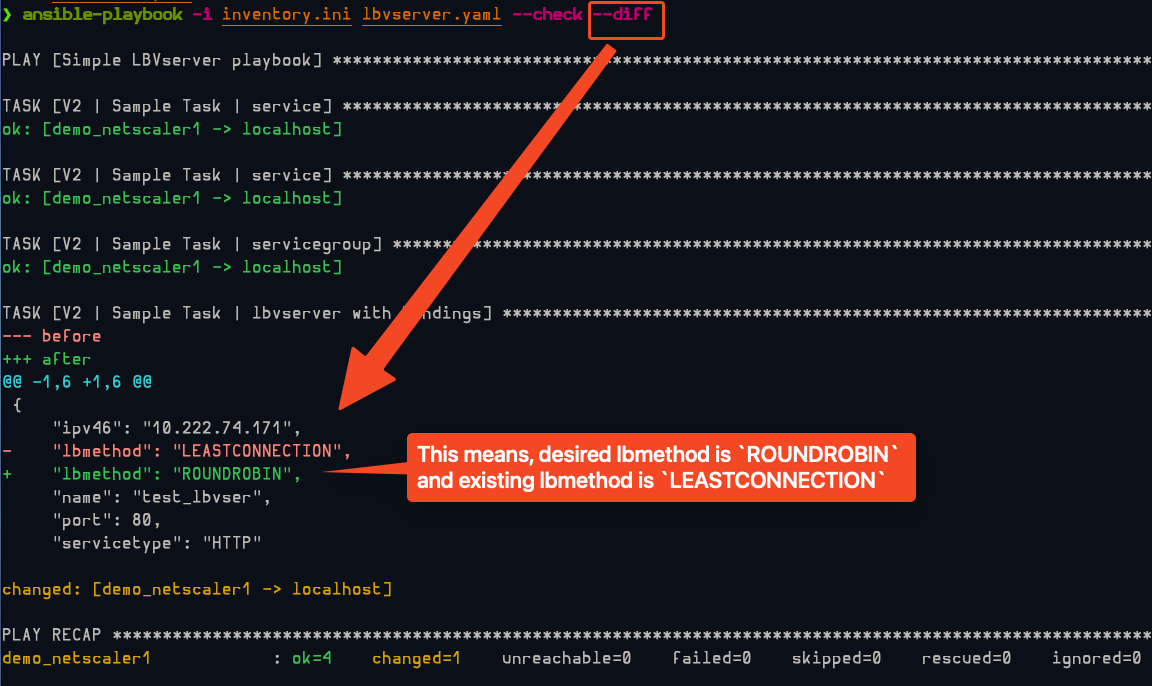 ❯ ansible-playbook -i inventory.ini lbvserver.yaml --check --diff
PLAY [Simple LBVserver playbook] **********************************************************************************
TASK [V2 | Sample Task | service] *********************************************************************************
ok: [demo_netscaler1 -> localhost]
TASK [V2 | Sample Task | service] *********************************************************************************
ok: [demo_netscaler1 -> localhost]
TASK [V2 | Sample Task | servicegroup] ****************************************************************************
ok: [demo_netscaler1 -> localhost]
TASK [V2 | Sample Task | lbvserver with bindings] *****************************************************************
--- before
+++ after
@@ -1,6 +1,6 @@
{
"ipv46": "10.222.74.171",
- "lbmethod": "LEASTCONNECTION",
+ "lbmethod": "ROUNDROBIN",
This means, desired lbmethod is `ROUNDROBIN`
and existing lbmethod is `LEASTCONNECTION`
"name": "test_lbvser",
"port": 80,
"servicetype": "HTTP"
changed: [demo_netscaler1 -> localhost]
PLAY RECAP ********************************************************************************************************
demo_netscaler1 : ok=4 changed=1 unreachable=0 failed=0 skipped=0 rescued=0 ignored=0